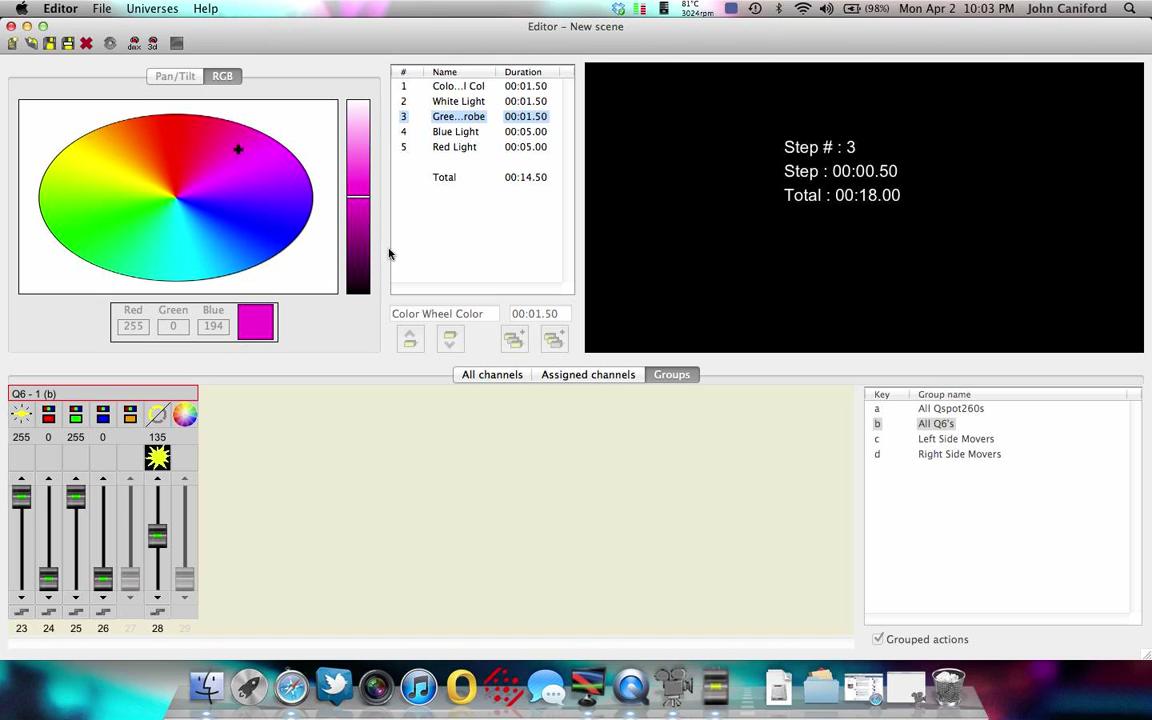 Editor File Universes Help 81°C 3024rpm (98%) Mon Apr 2 10:03 PM John Caniford
Editor – New scene
dmx 3d
Pan/Tilt RGB
# Name Duration
1 Colo...l Col 00:01.50
2 White Light 00:01.50
3 Gree...robe 00:01.50
4 Blue Light 00:05.00
5 Red Light 00:05.00
Total 00:14.50
Step # : 3
Step : 00:00.50
Total : 00:18.00
Red Green Blue
255 0 194
Color Wheel Color 00:01.50
All channels Assigned channels Groups
Q6 - 1 (b)
255 0 255 0 135
23 24 25 26 27 28 29
Key Group name
a All Qspot260s
b All Q6's
c Left Side Movers
d Right Side Movers
Grouped actions